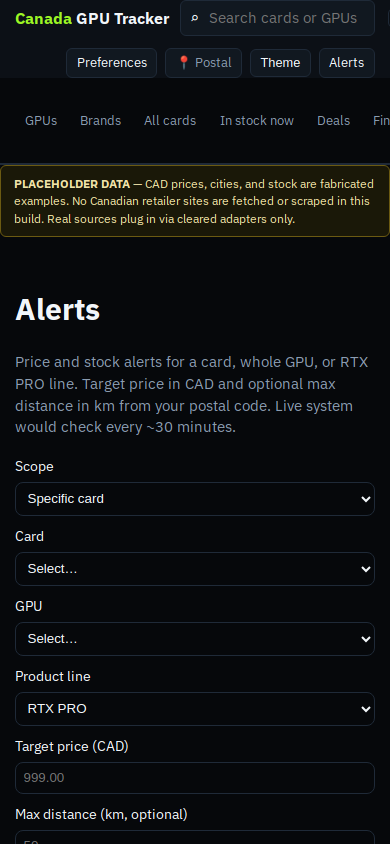 Canada GPU Tracker
Search cards or GPUs
Preferences
📍 Postal
Theme
Alerts
GPUs
Brands
All cards
In stock now
Deals
Fin
PLACEHOLDER DATA — CAD prices, cities, and stock are fabricated
examples. No Canadian retailer sites are fetched or scraped in this
build. Real sources plug in via cleared adapters only.
Alerts
Price and stock alerts for a card, whole GPU, or RTX
PRO line. Target price in CAD and optional max
distance in km from your postal code. Live system
would check every ~30 minutes.
Scope
Specific card
Card
Select...
GPU
Select...
Product line
RTX PRO
Target price (CAD)
999.00
Max distance (km, optional)